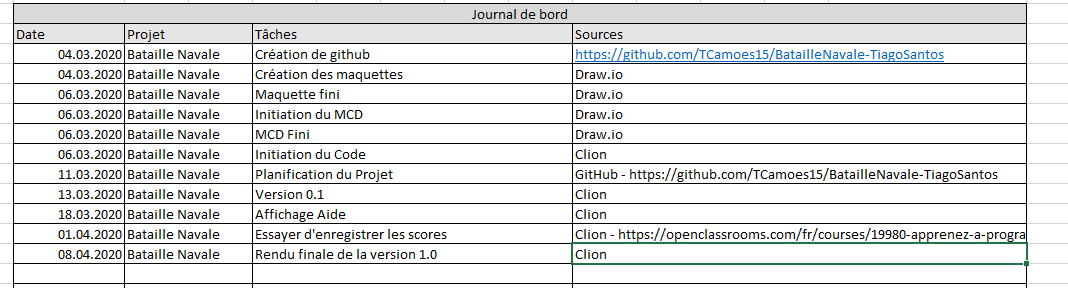 Journal de bord
Date Projet Tâches Sources
04.03.2020 Bataille Navale Création de github https://github.com/TCamoes15/BatailleNavale-TiagoSantos
04.03.2020 Bataille Navale Création des maquettes Draw.io
06.03.2020 Bataille Navale Maquette fini Draw.io
06.03.2020 Bataille Navale Initiation du MCD Draw.io
06.03.2020 Bataille Navale MCD Fini Draw.io
06.03.2020 Bataille Navale Initiation du Code Clion
11.03.2020 Bataille Navale Planification du Projet GitHub - https://github.com/TCamoes15/BatailleNavale-TiagoSantos
13.03.2020 Bataille Navale Version 0.1 Clion
18.03.2020 Bataille Navale Affichage Aide Clion
01.04.2020 Bataille Navale Essayer d'enregistrer les scores Clion - https://openclassrooms.com/fr/courses/19980-apprenez-a-progra
08.04.2020 Bataille Navale Rendu finale de la version 1.0 Clion